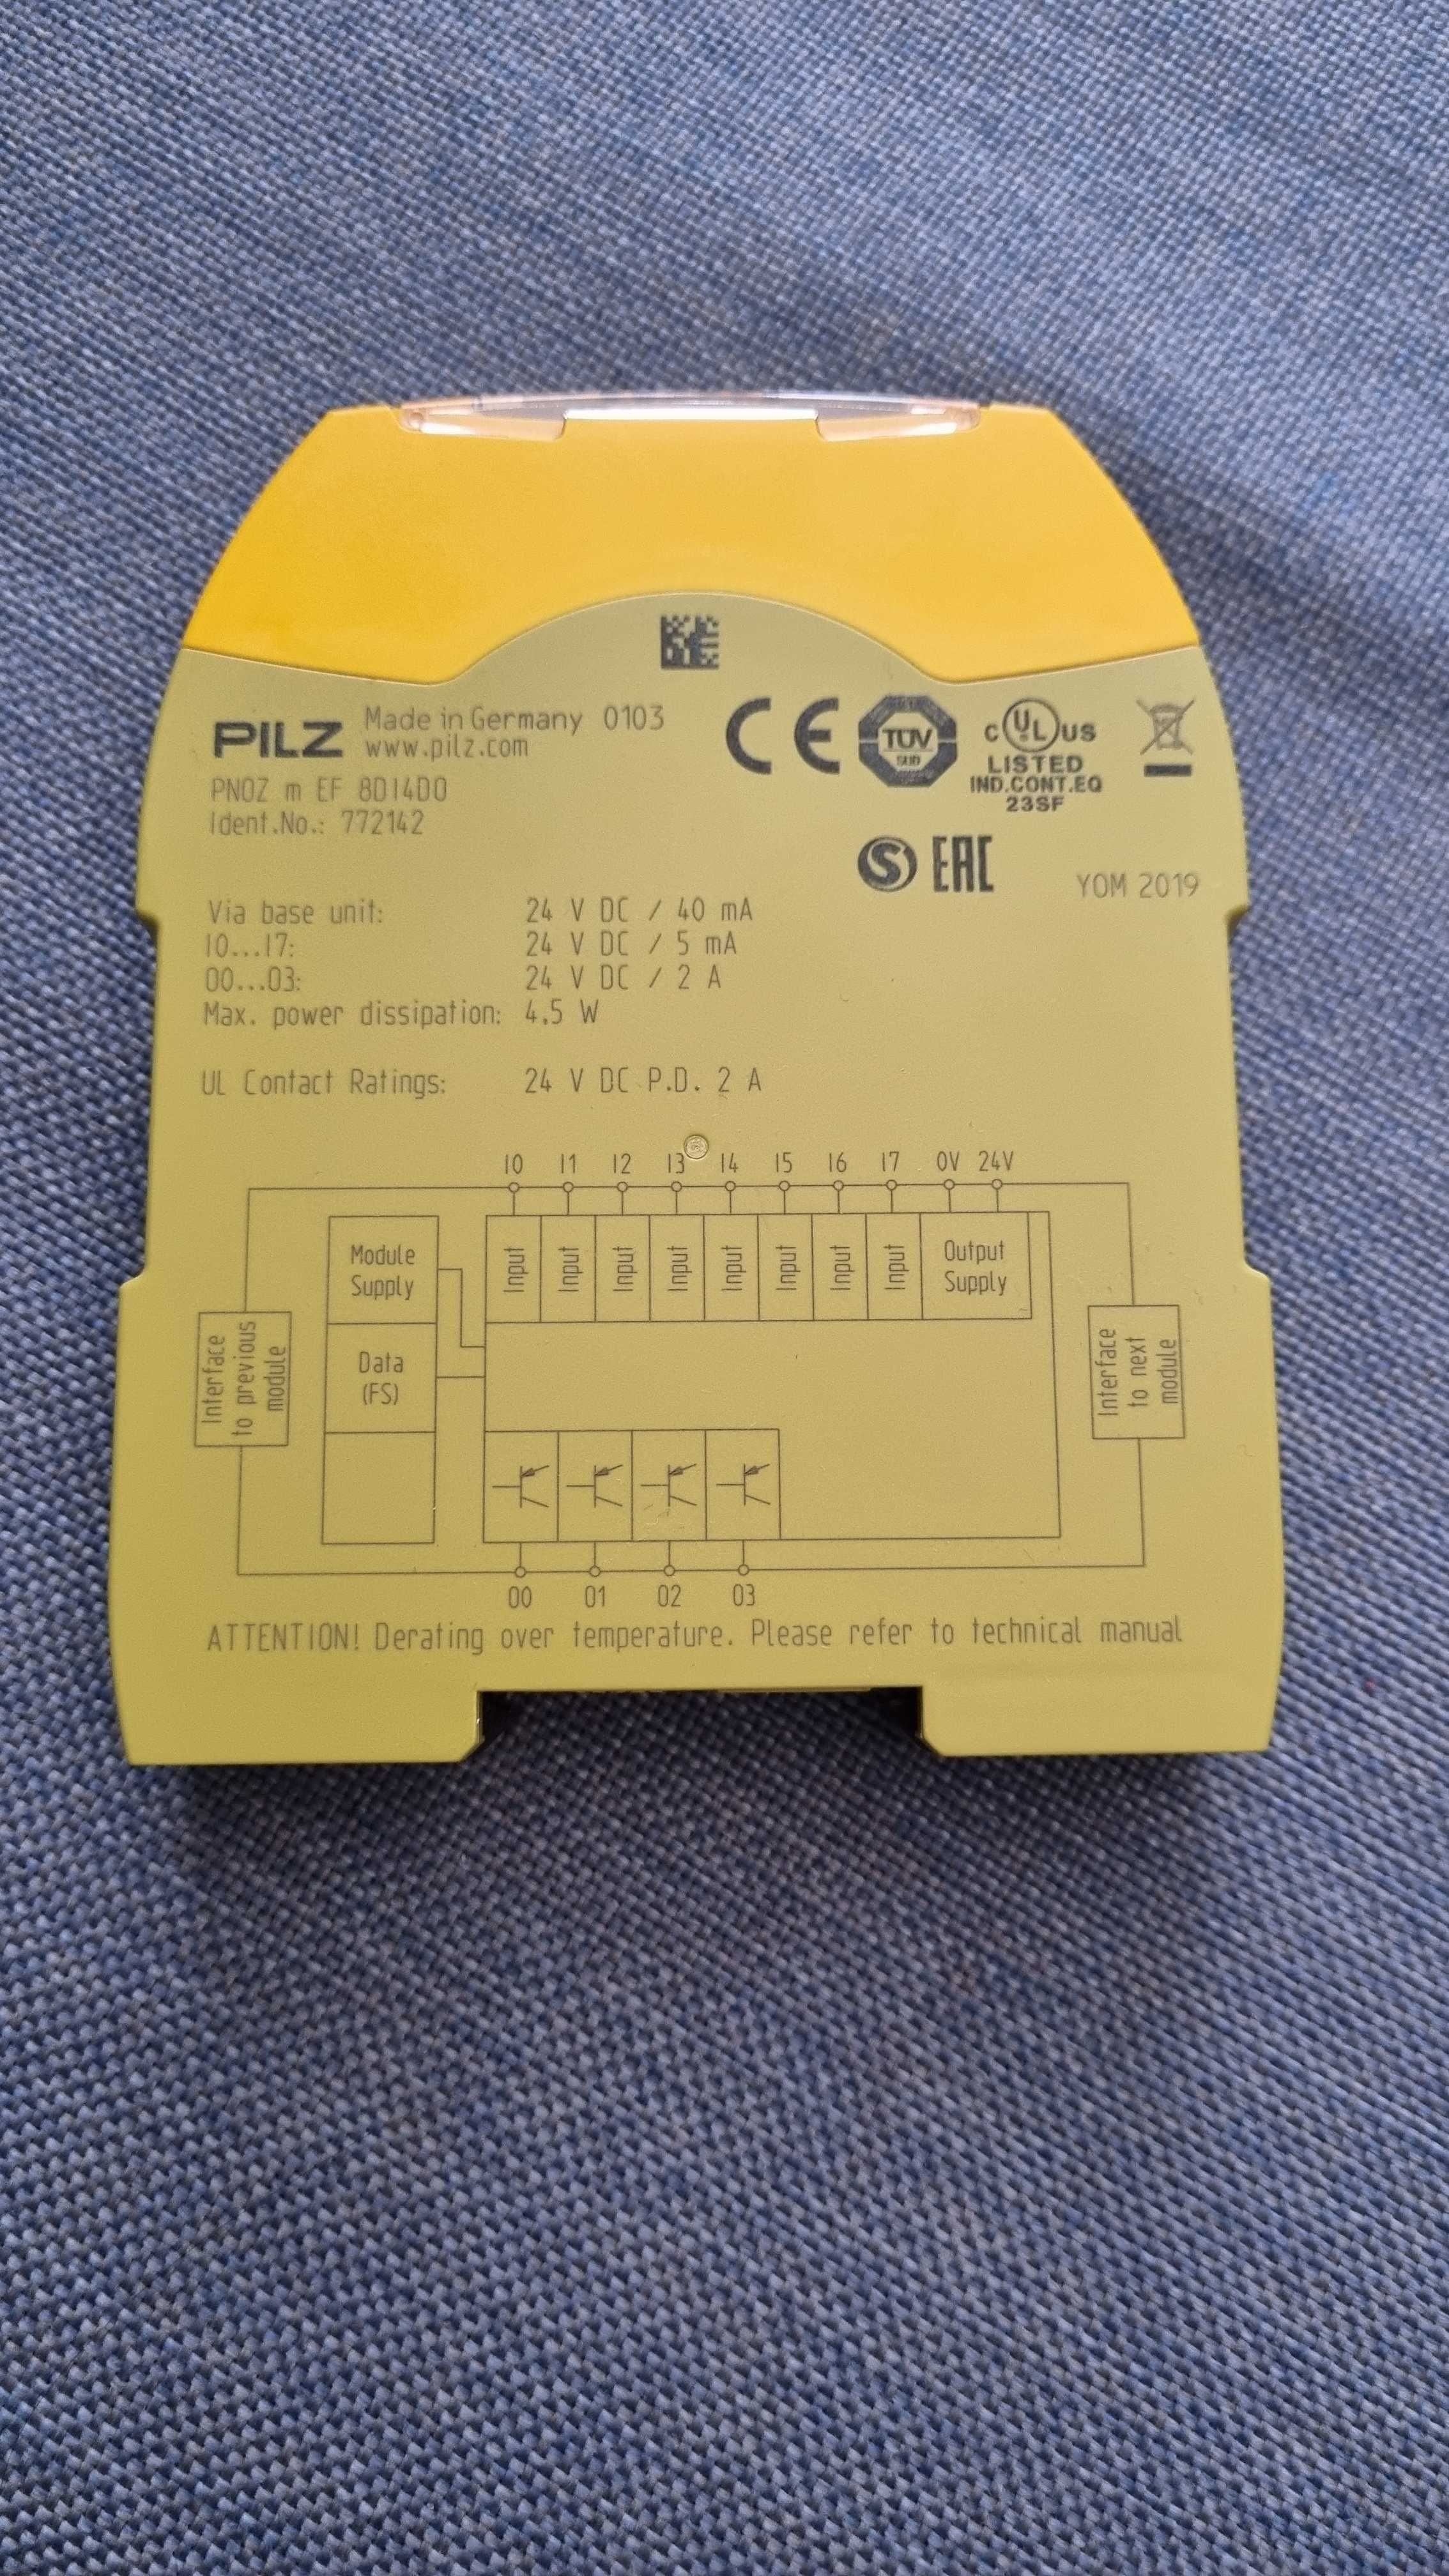 PILZ Made in Germany 0103
www.pilz.com
PNOZ m EF 8DI4DO
Ident.No.: 772142
CE
TÜV
SÜD
c UL US
LISTED
IND.CONT.EQ
23SF
S EAC
YOM 2019
Via base unit: 24 V DC / 40 mA
I0...I7: 24 V DC / 5 mA
O0...O3: 24 V DC / 2 A
Max. power dissipation: 4.5 W
UL Contact Ratings: 24 V DC P.D. 2 A
I0 I1 I2 I3 I4 I5 I6 I7 0V 24V
Module
Supply
Input Input Input Input Input Input Input Input
Output
Supply
Data
(FS)
Interface
to previous
module
Interface
to next
module
O0 O1 O2 O3
ATTENTION! Derating over temperature. Please refer to technical manual